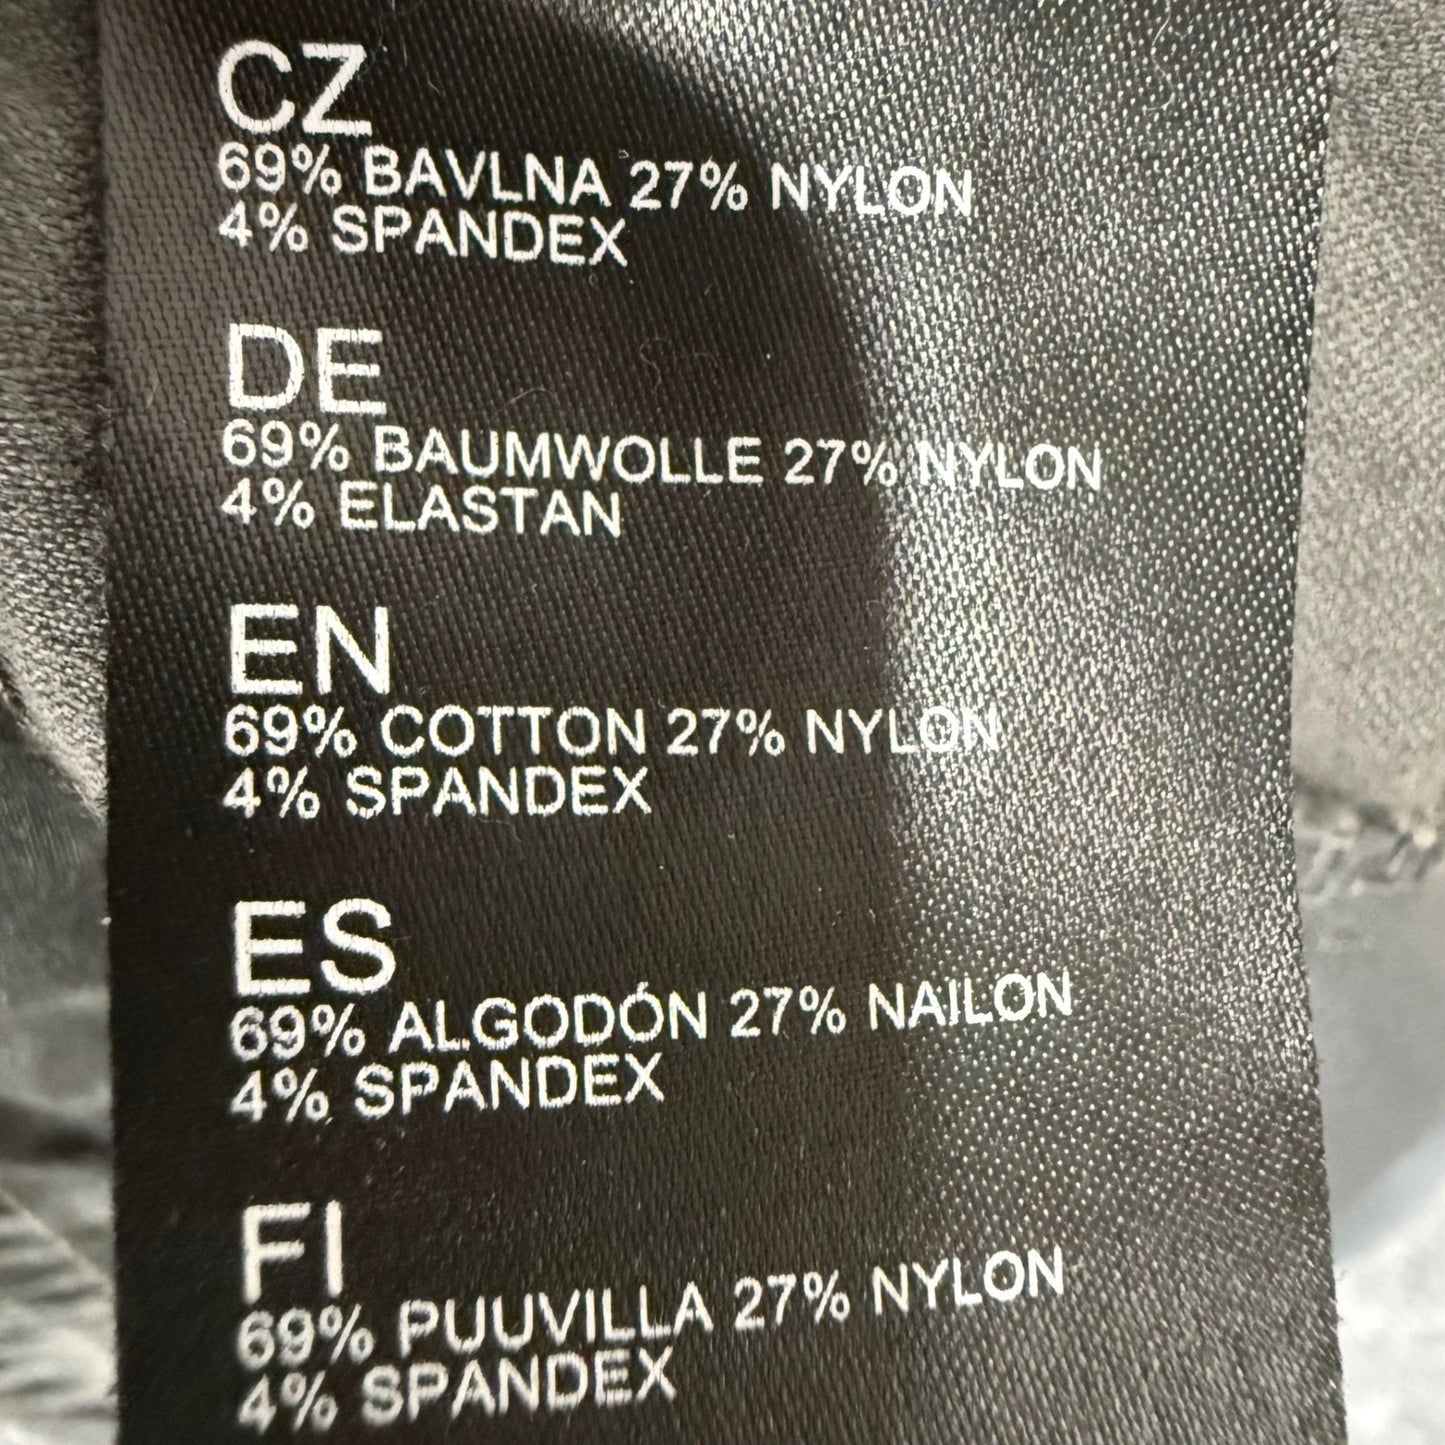 CZ
69% BAVLNA 27% NYLON
4% SPANDEX
DE
69% BAUMWOLLE 27% NYLON
4% ELASTAN
EN
69% COTTON 27% NYLON
4% SPANDEX
ES
69% ALGODÓN 27% NAILON
4% SPANDEX
FI
69% PUUVILLA 27% NYLON
4% SPANDEX